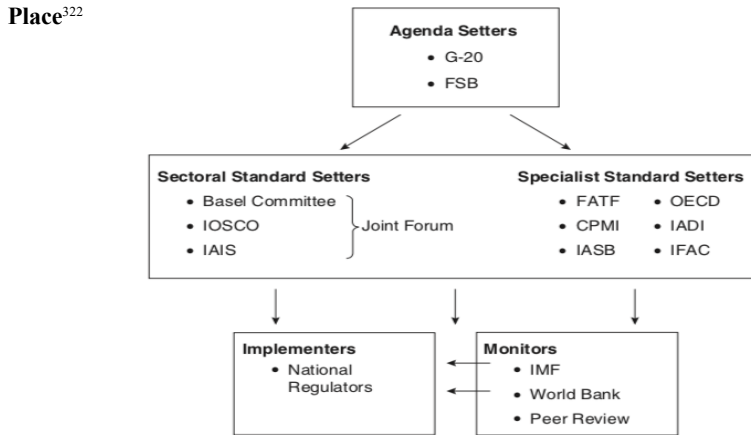 Place322
Agenda Setters
• G-20
• FSB
Sectoral Standard Setters
• Basel Committee
• IOSCO
• IAIS
Joint Forum
Specialist Standard Setters
• FATF
• CPMI
• IASB
• OECD
• IADI
• IFAC
Implementers
• National
Regulators
Monitors
• IMF
• World Bank
• Peer Review